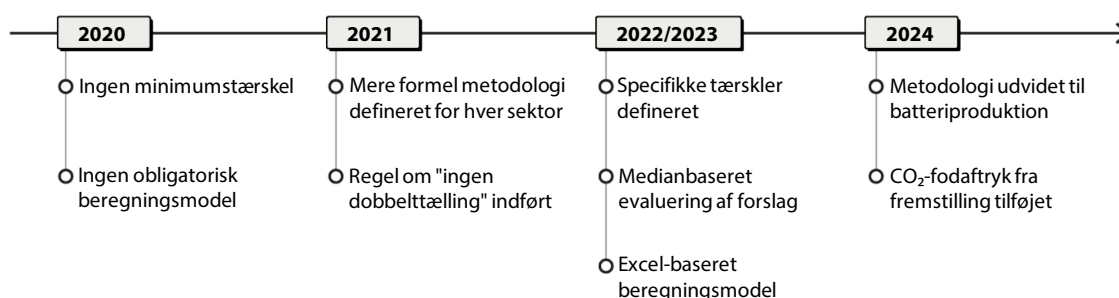 2020
Ingen minimumstærskel
Ingen obligatorisk
beregningsmodel
2021
Mere formel metodologi
defineret for hver sektor
Regel om "ingen
dobbelttælling" indført
2022/2023
Specifikke tærskler
defineret
Medianbaseret
evaluering af forslag
Excel-baseret
beregningsmodel
2024
Metodologi udvidet til
batteriproduktion
CO₂-fodaftryk fra
fremstilling tilføjet